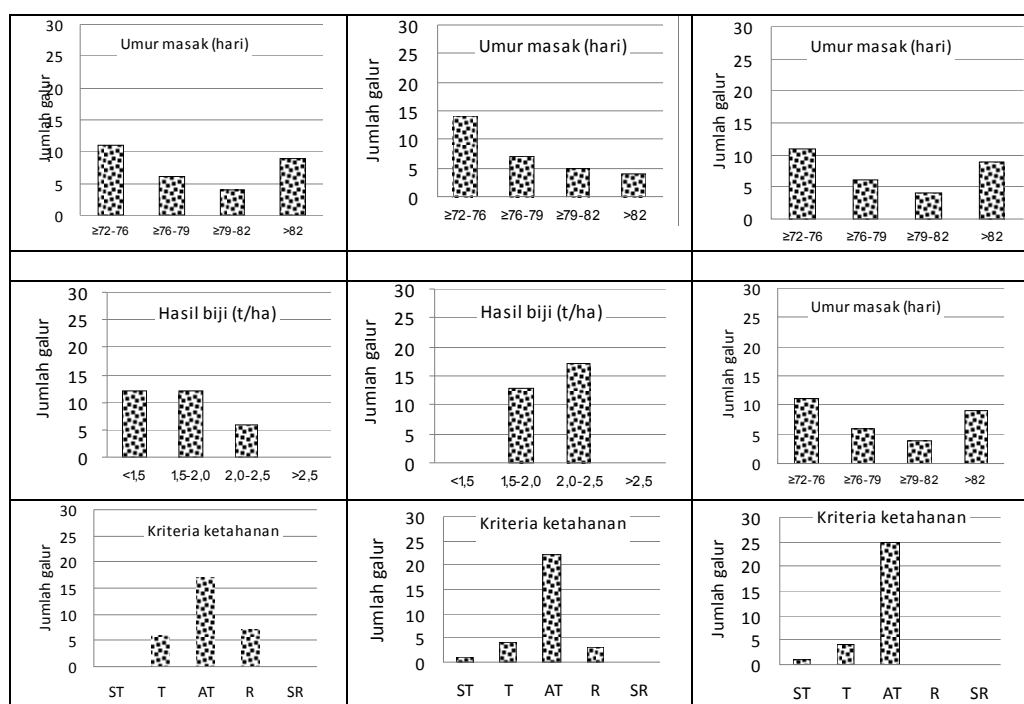 30
25
20
15
10
5
0
Jumlah galur
Umur masak (hari)
≥72-76 ≥76-79 ≥79-82 >82
30
25
20
15
10
5
0
Jumlah galur
Umur masak (hari)
≥72-76 ≥76-79 ≥79-82 >82
30
25
20
15
10
5
0
Jumlah galur
Umur masak (hari)
≥72-76 ≥76-79 ≥79-82 >82
30
25
20
15
10
5
0
Jumlah galur
Hasil biji (t/ha)
<1,5 1,5-2,0 2,0-2,5 >2,5
30
25
20
15
10
5
0
Jumlah galur
Hasil biji (t/ha)
<1,5 1,5-2,0 2,0-2,5 >2,5
30
25
20
15
10
5
0
Jumlah galur
Umur masak (hari)
≥72-76 ≥76-79 ≥79-82 >82
30
25
20
15
10
5
0
Jumlah galur
Kriteria ketahanan
ST T AT R SR
30
25
20
15
10
5
0
Jumlah galur
Kriteria ketahanan
ST T AT R SR
30
25
20
15
10
5
0
Jumlah galur
Kriteria ketahanan
ST T AT R SR